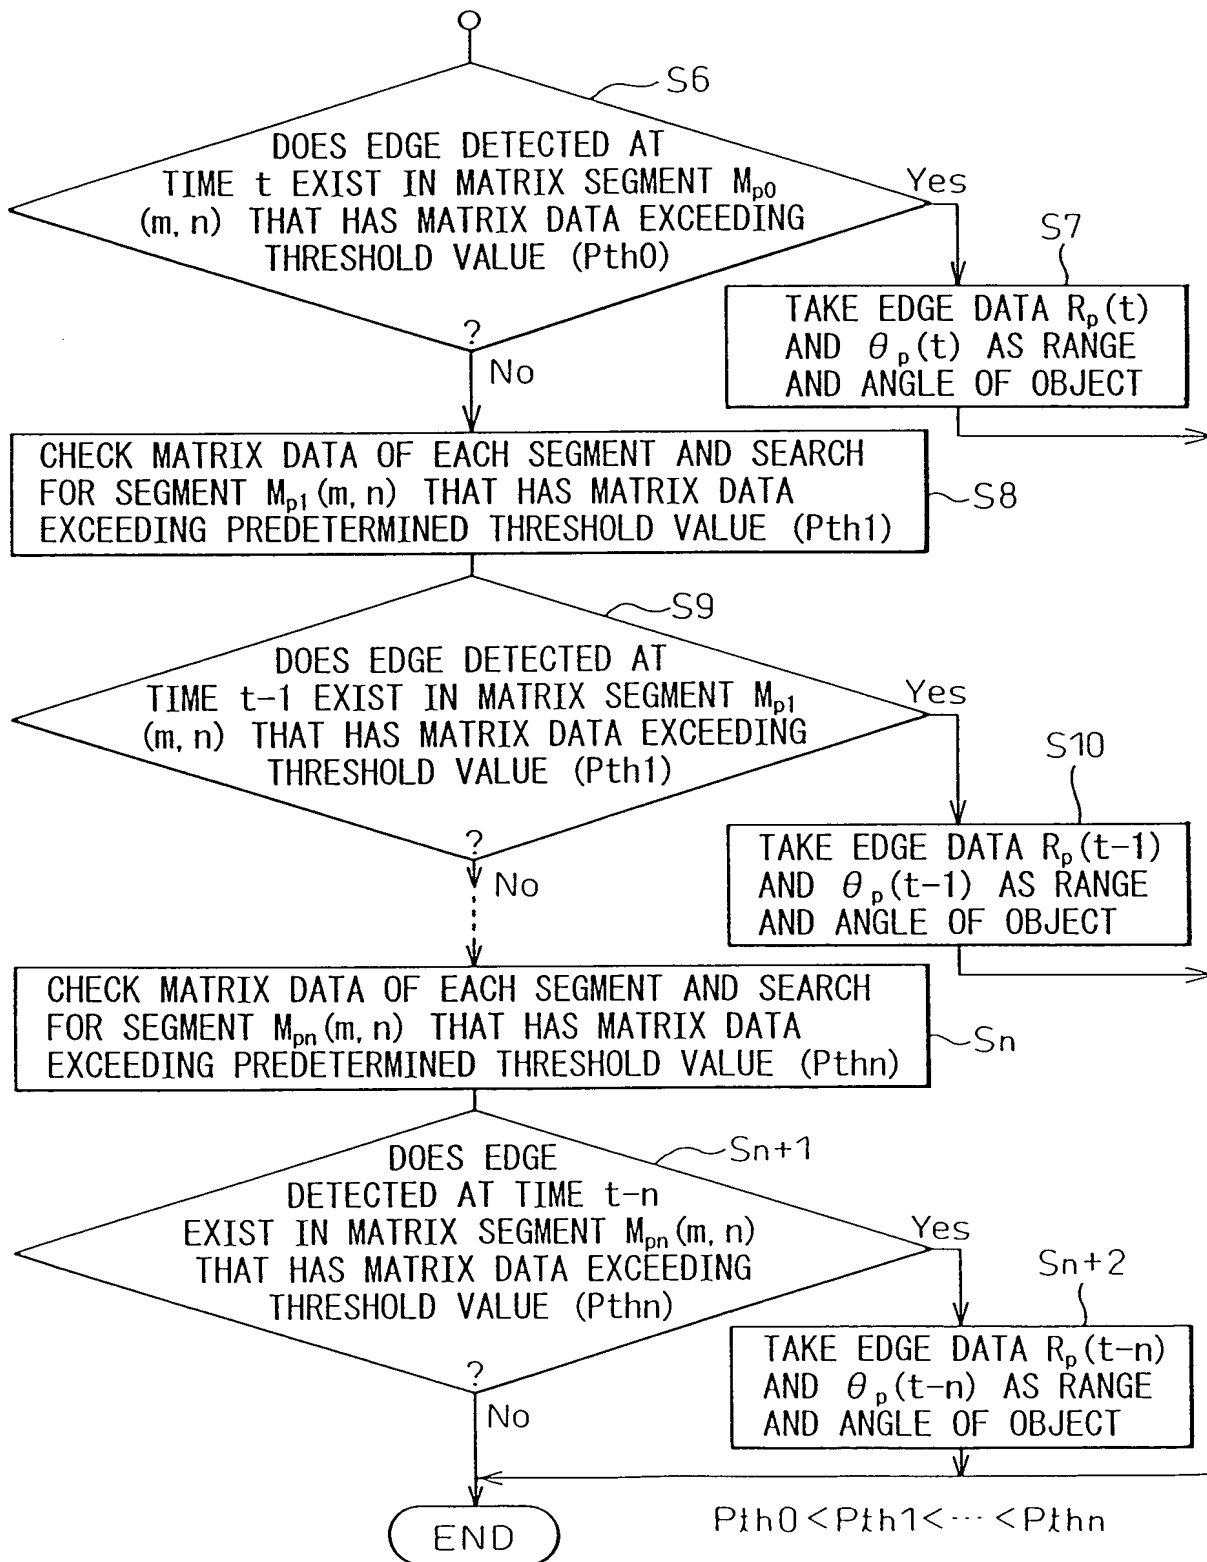 S6
DOES EDGE DETECTED AT
TIME t EXIST IN MATRIX SEGMENT Mp0
(m, n) THAT HAS MATRIX DATA EXCEEDING
THRESHOLD VALUE (Pth0)
?
Yes
No
S7
TAKE EDGE DATA Rp(t)
AND θp(t) AS RANGE
AND ANGLE OF OBJECT
CHECK MATRIX DATA OF EACH SEGMENT AND SEARCH
FOR SEGMENT Mp1(m, n) THAT HAS MATRIX DATA
EXCEEDING PREDETERMINED THRESHOLD VALUE (Pth1)
S8
S9
DOES EDGE DETECTED AT
TIME t-1 EXIST IN MATRIX SEGMENT Mp1
(m, n) THAT HAS MATRIX DATA EXCEEDING
THRESHOLD VALUE (Pth1)
?
Yes
No
S10
TAKE EDGE DATA Rp(t-1)
AND θp(t-1) AS RANGE
AND ANGLE OF OBJECT
CHECK MATRIX DATA OF EACH SEGMENT AND SEARCH
FOR SEGMENT Mpn(m, n) THAT HAS MATRIX DATA
EXCEEDING PREDETERMINED THRESHOLD VALUE (Pthn)
Sn
Sn+1
DOES EDGE
DETECTED AT TIME t-n
EXIST IN MATRIX SEGMENT Mpn(m, n)
THAT HAS MATRIX DATA EXCEEDING
THRESHOLD VALUE (Pthn)
?
Yes
No
Sn+2
TAKE EDGE DATA Rp(t-n)
AND θp(t-n) AS RANGE
AND ANGLE OF OBJECT
END
Pth0<Pth1<···<Pthn